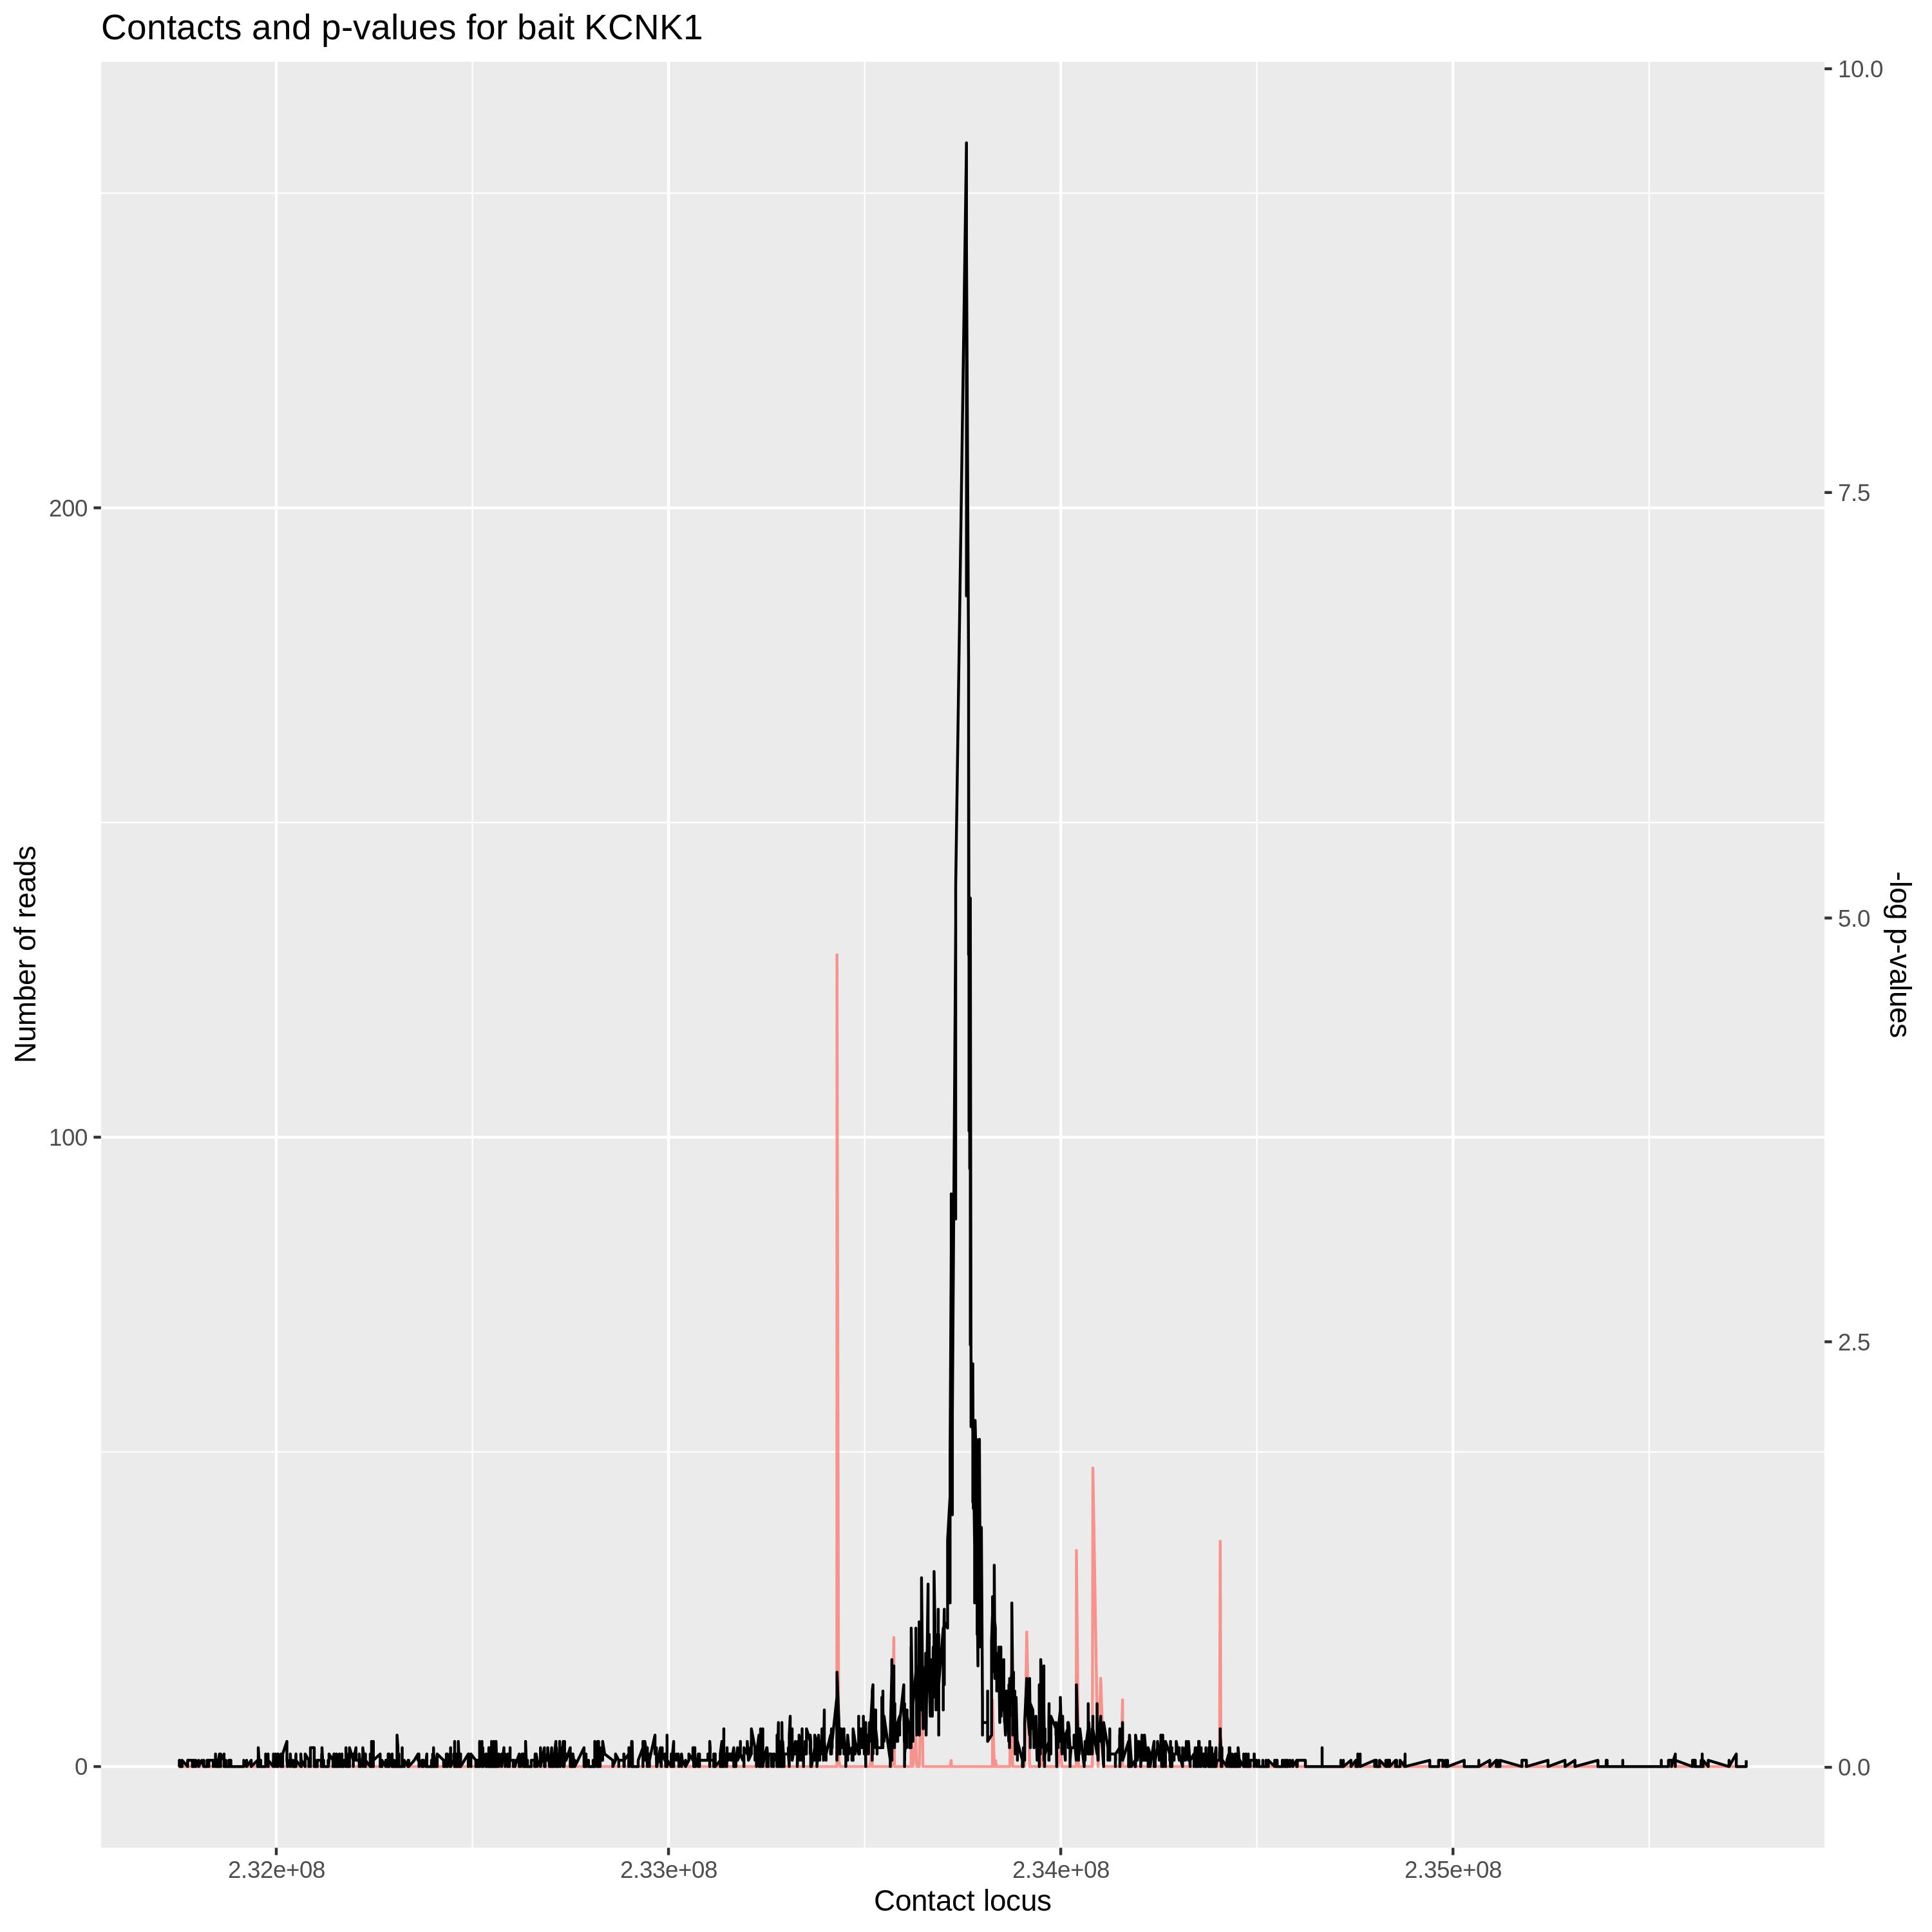 Contacts and p-values for bait KCNK1
10.0
7.5
5.0
2.5
0.0
-log p-values
200
100
0
Number of reads
2.32e+08
2.33e+08
2.34e+08
2.35e+08
Contact locus